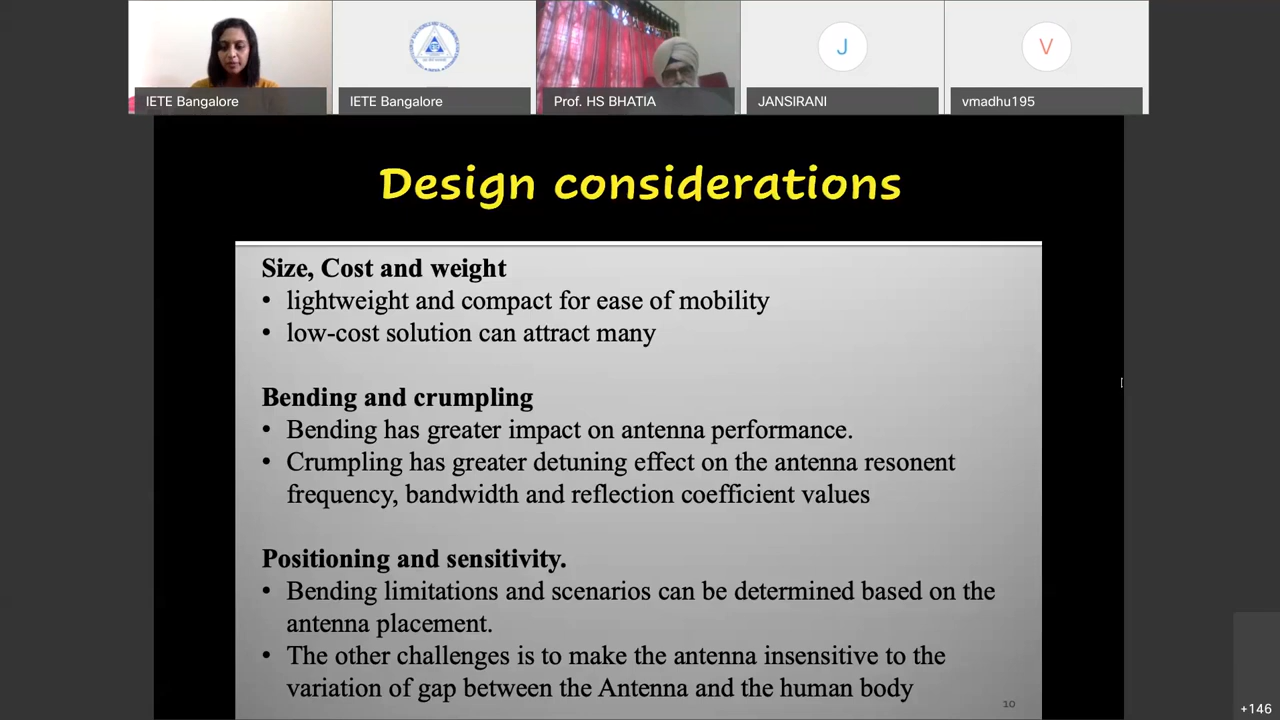 IETE Bangalore
IETE Bangalore
Prof. HS BHATIA
J
JANSIRANI
V
vmadhu195
Design considerations
Size, Cost and weight
• lightweight and compact for ease of mobility
• low-cost solution can attract many
Bending and crumpling
• Bending has greater impact on antenna performance.
• Crumpling has greater detuning effect on the antenna resonent
frequency, bandwidth and reflection coefficient values
Positioning and sensitivity.
• Bending limitations and scenarios can be determined based on the
antenna placement.
• The other challenges is to make the antenna insensitive to the
variation of gap between the Antenna and the human body
10
+146